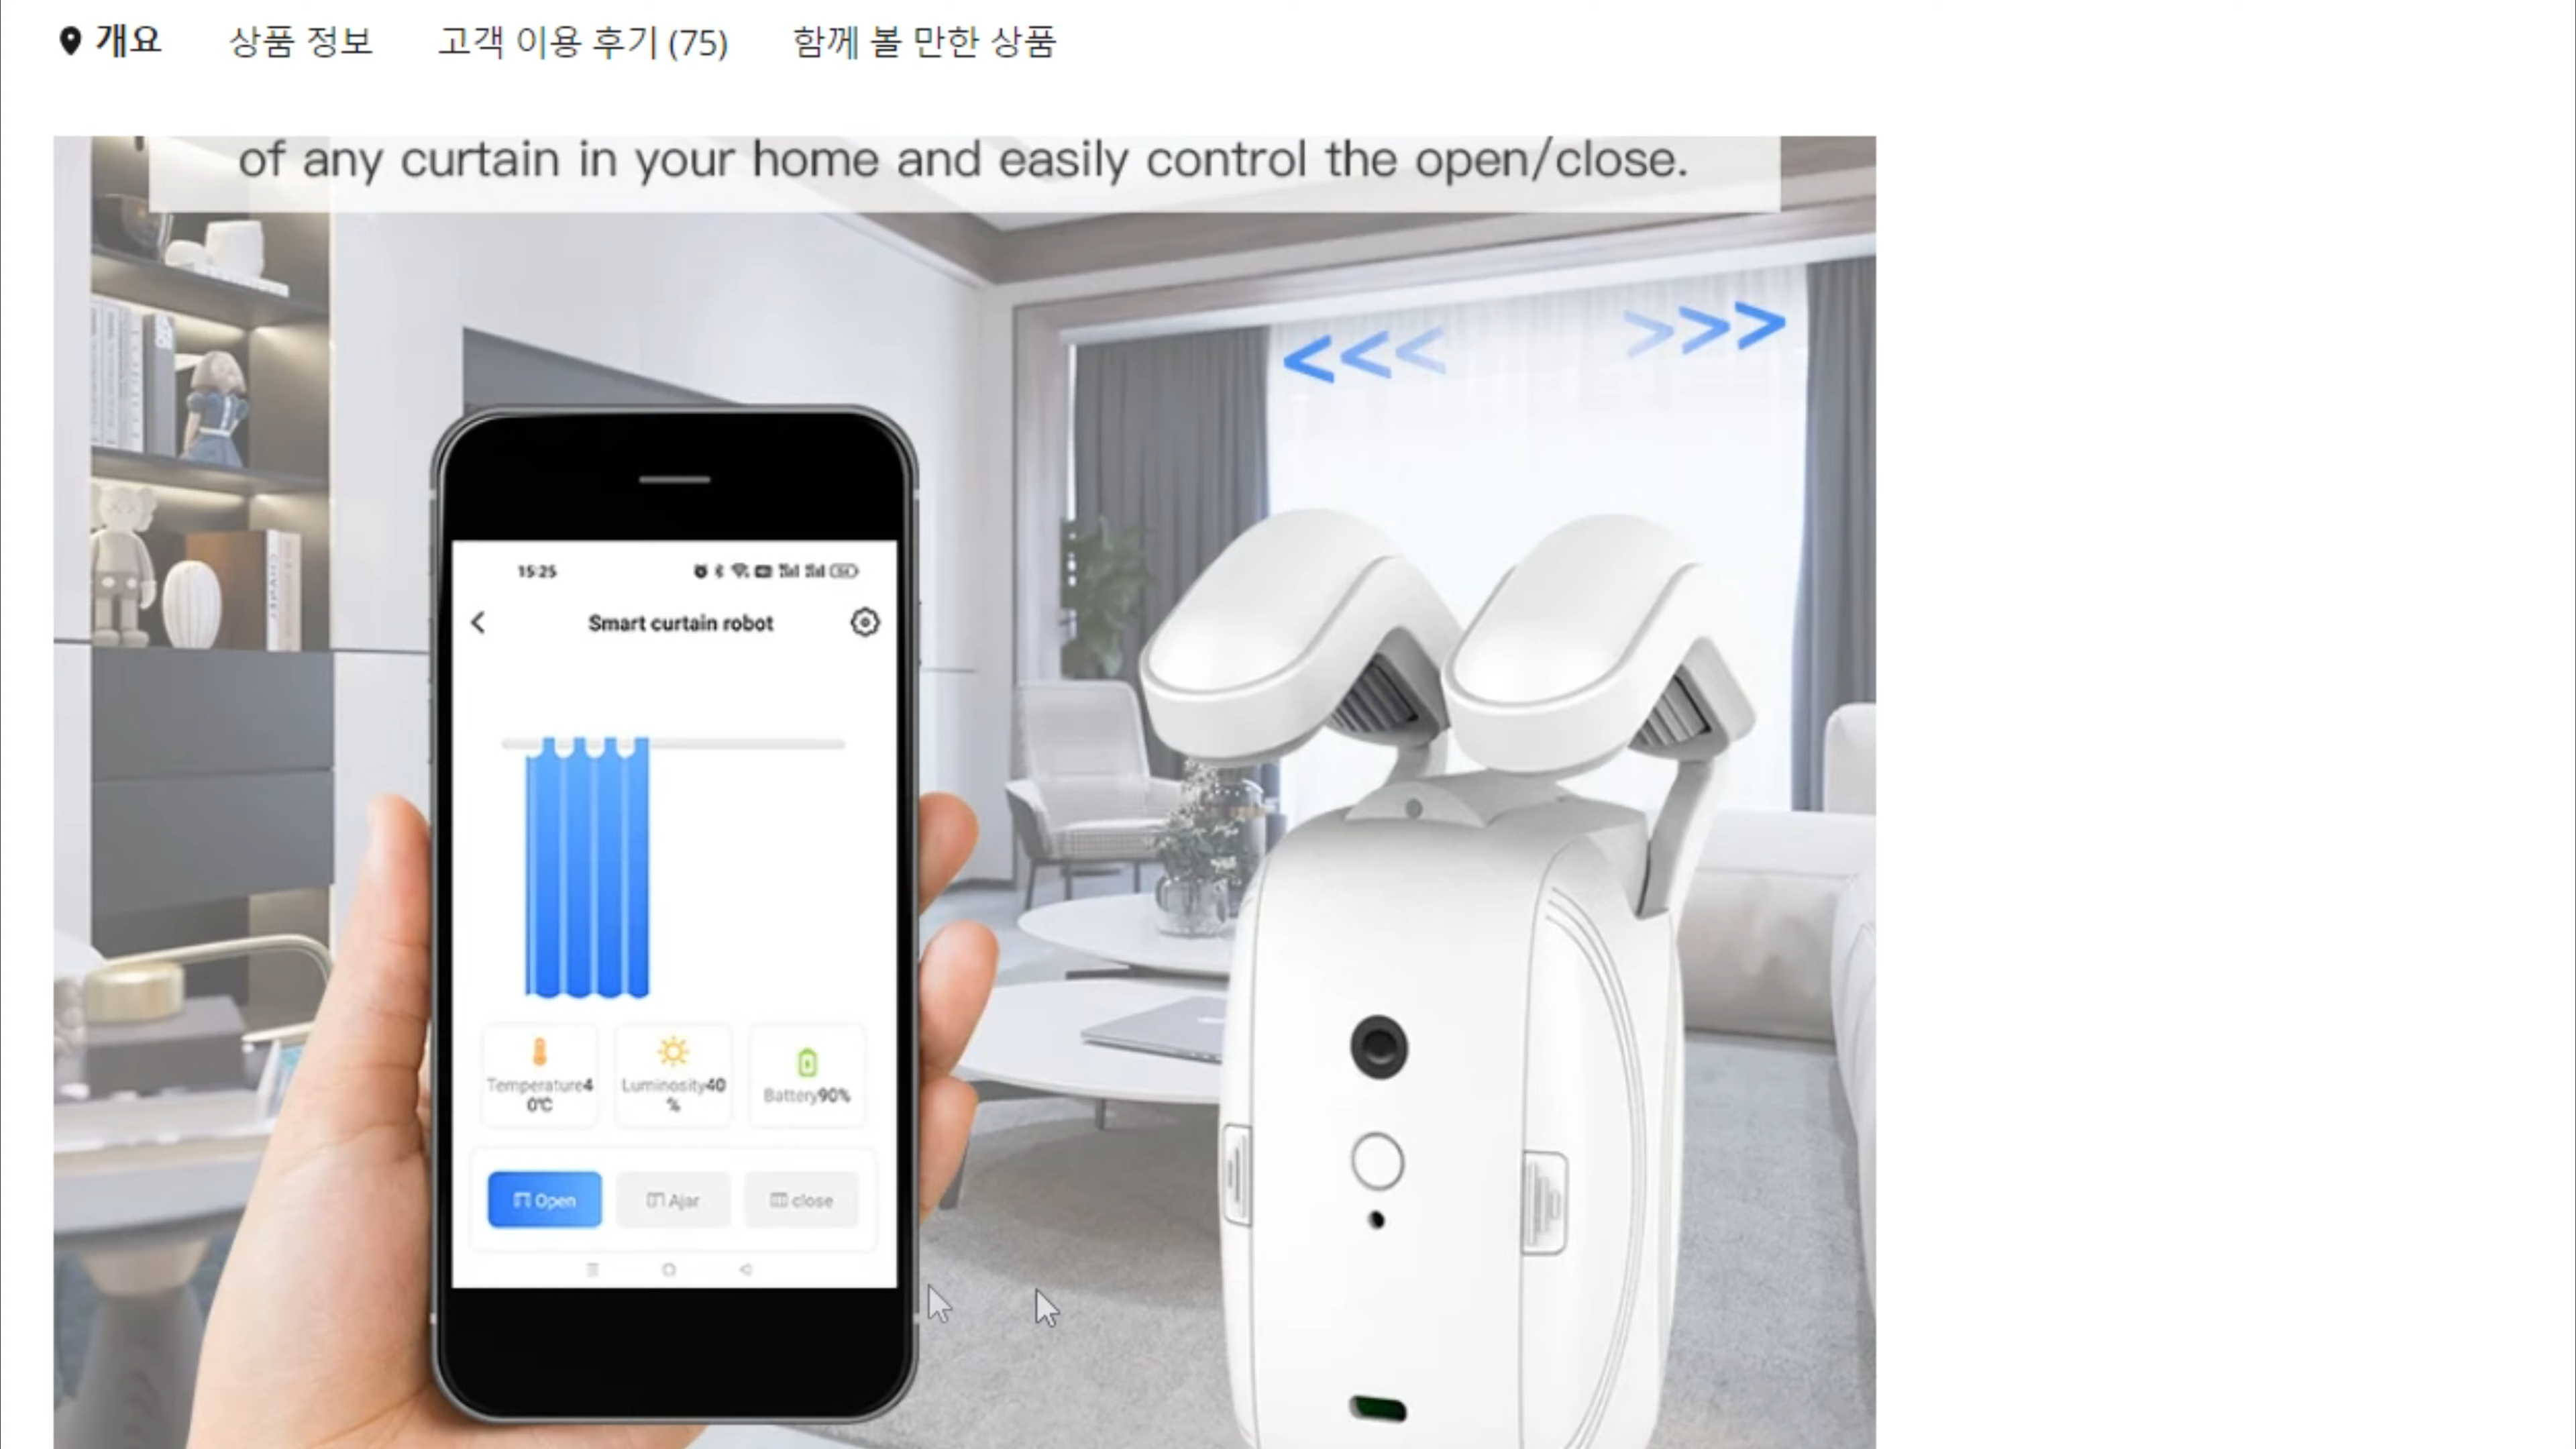 개요 상품 정보 고객 이용 후기 (75) 함께 볼 만한 상품
of any curtain in your home and easily control the open/close.
<<< >>>
15:25
Smart curtain robot
Temperature4
0℃
Luminosity40
%
Battery90%
Open Ajar close